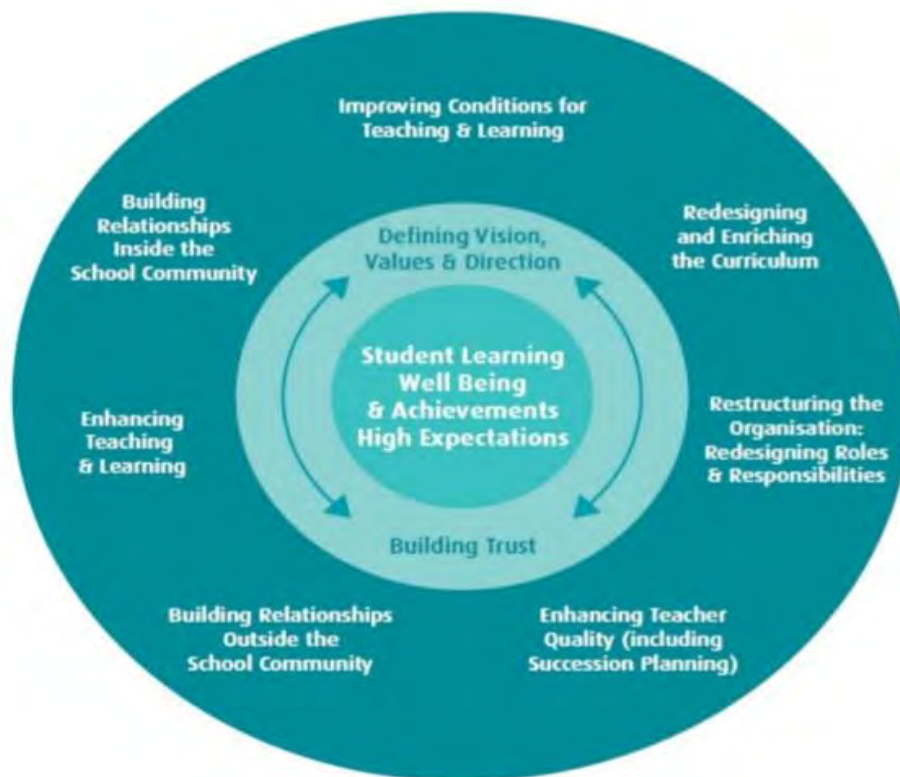 Improving Conditions for
Teaching & Learning
Building
Relationships
Inside the
School Community
Redesigning
and Enriching
the Curriculum
Defining Vision,
Values & Direction
Student Learning
Well Being
& Achievements
High Expectations
Enhancing
Teaching
& Learning
Restructuring the
Organisation:
Redesigning Roles
& Responsibilities
Building Trust
Building Relationships
Outside the
School Community
Enhancing Teacher
Quality (including
Succession Planning)